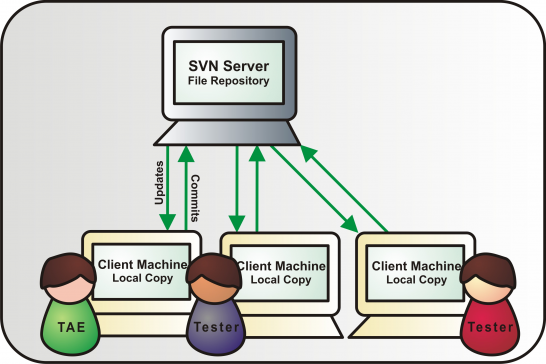 SVN Server
File Repository
Updates
Commits
Client Machine
Local Copy
Client Machine
Local Copy
Client Machine
Local Copy
TAE
Tester
Tester